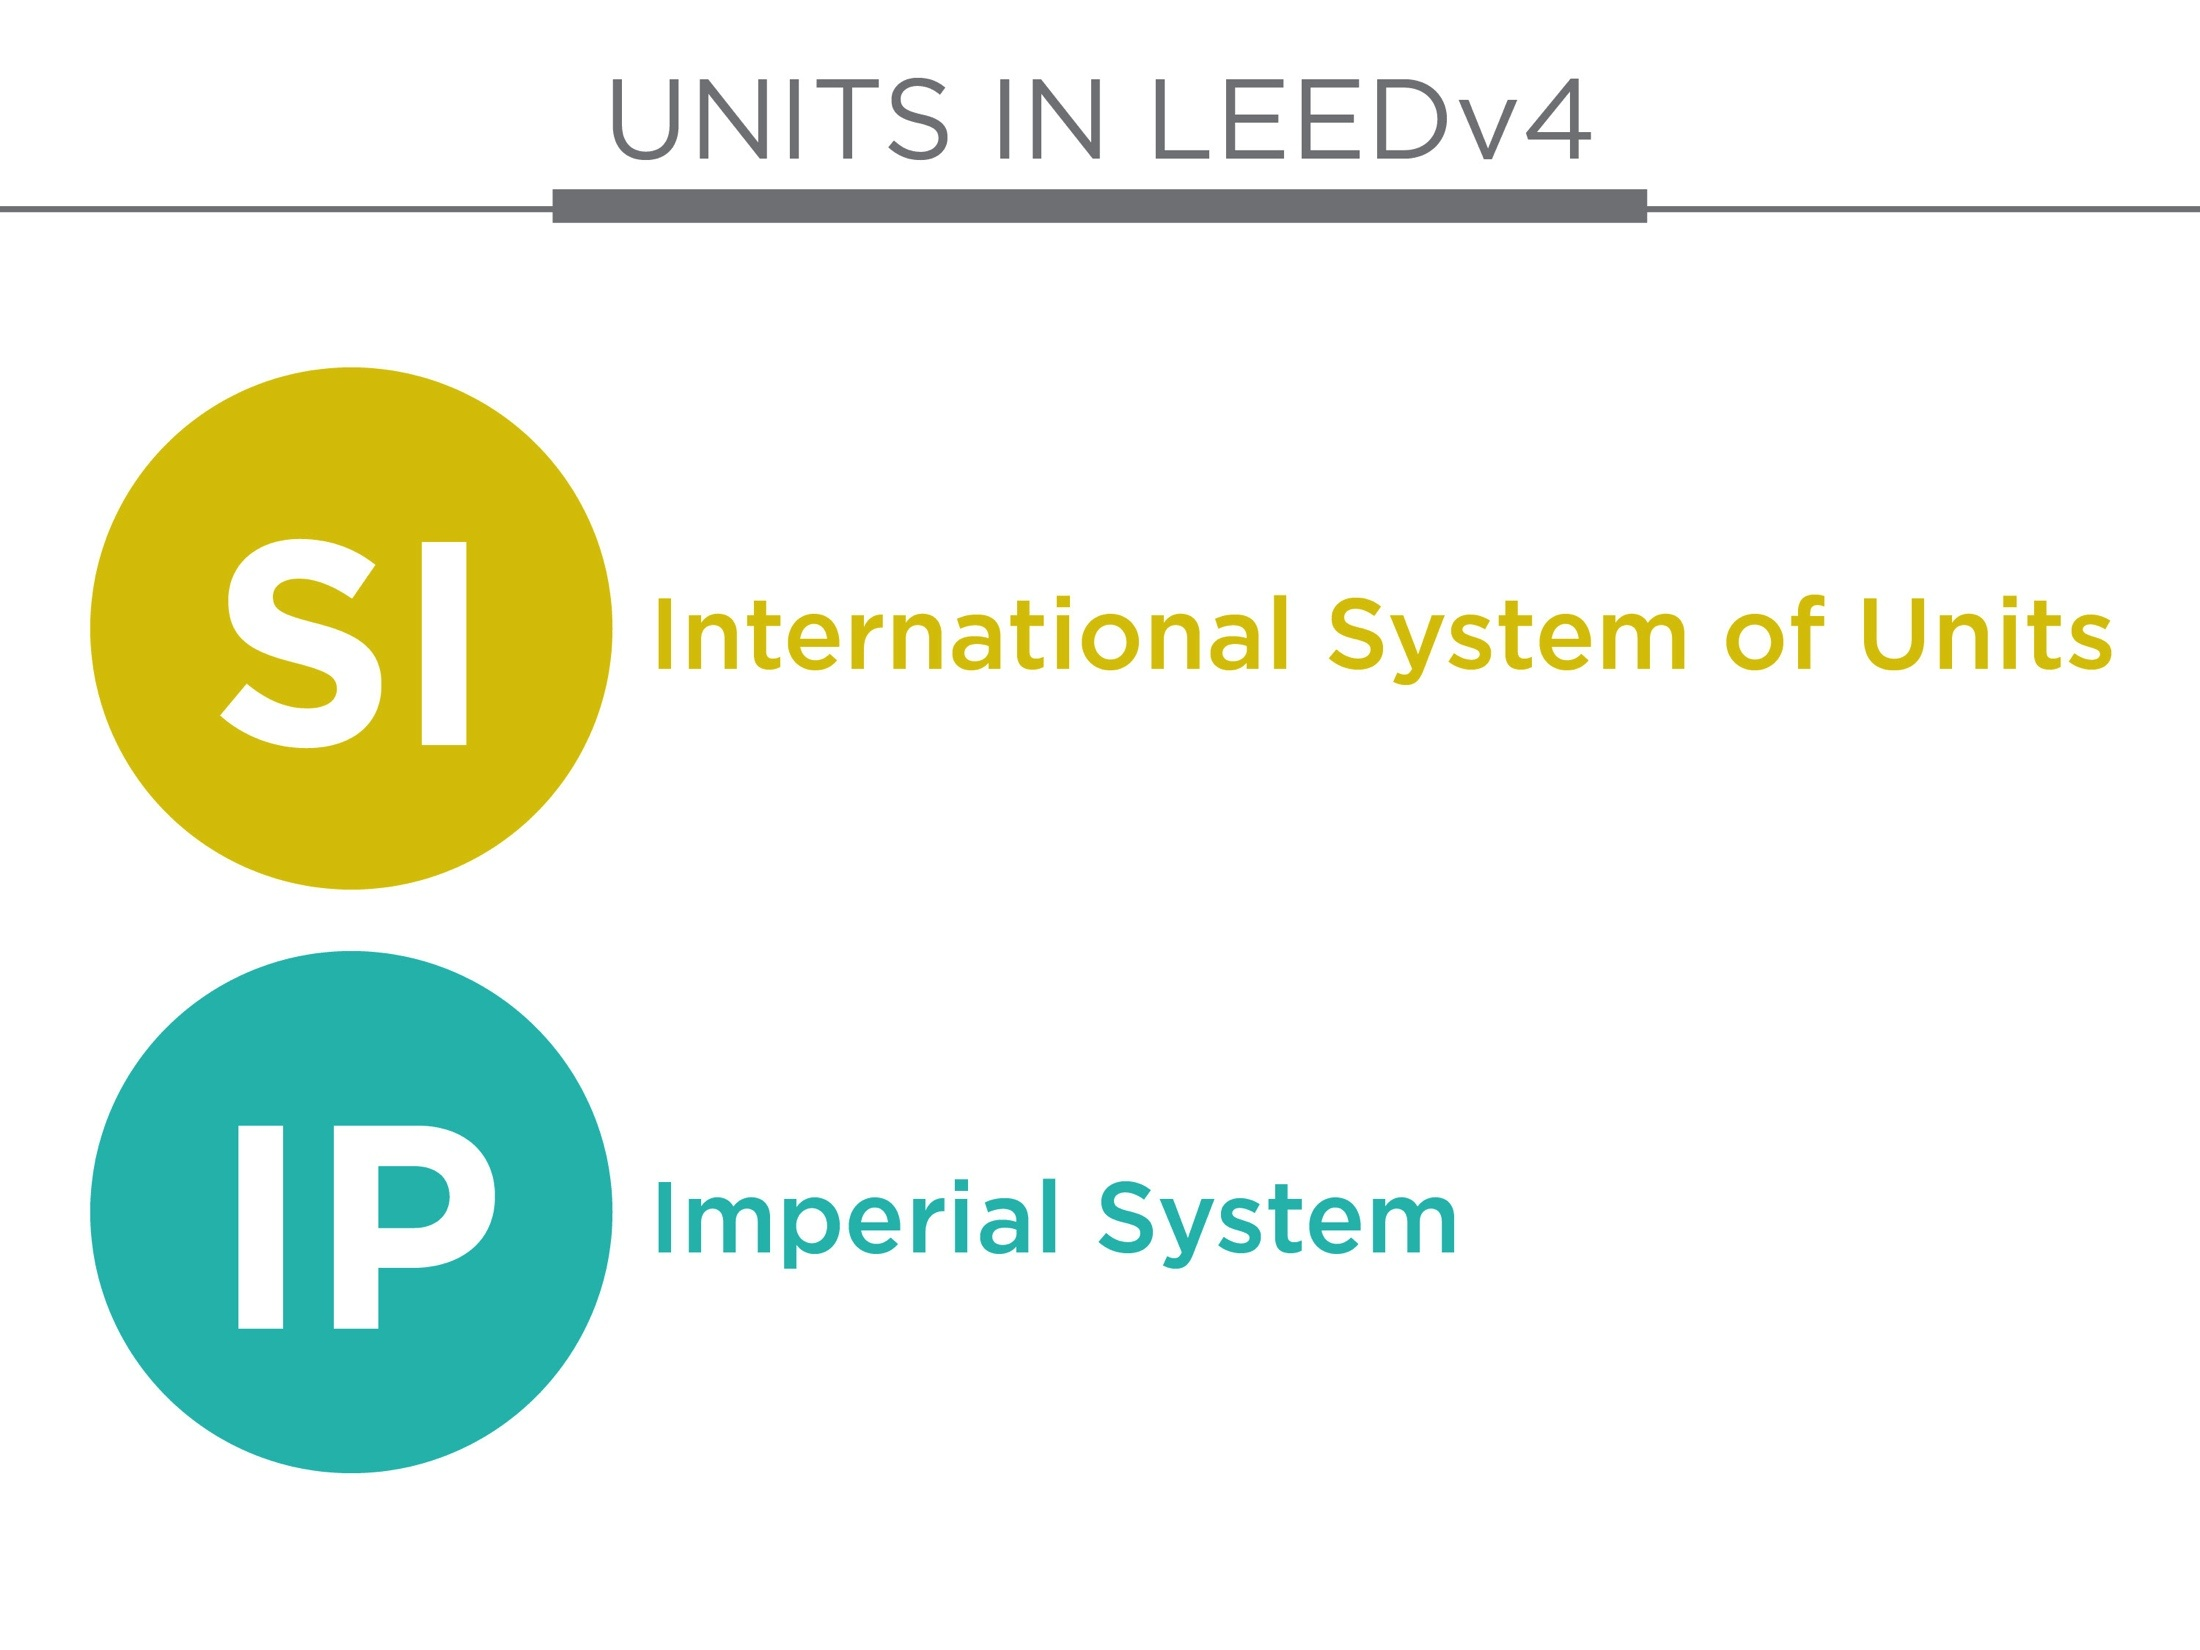 UNITS IN LEEDv4
SI
International System of Units
IP
Imperial System